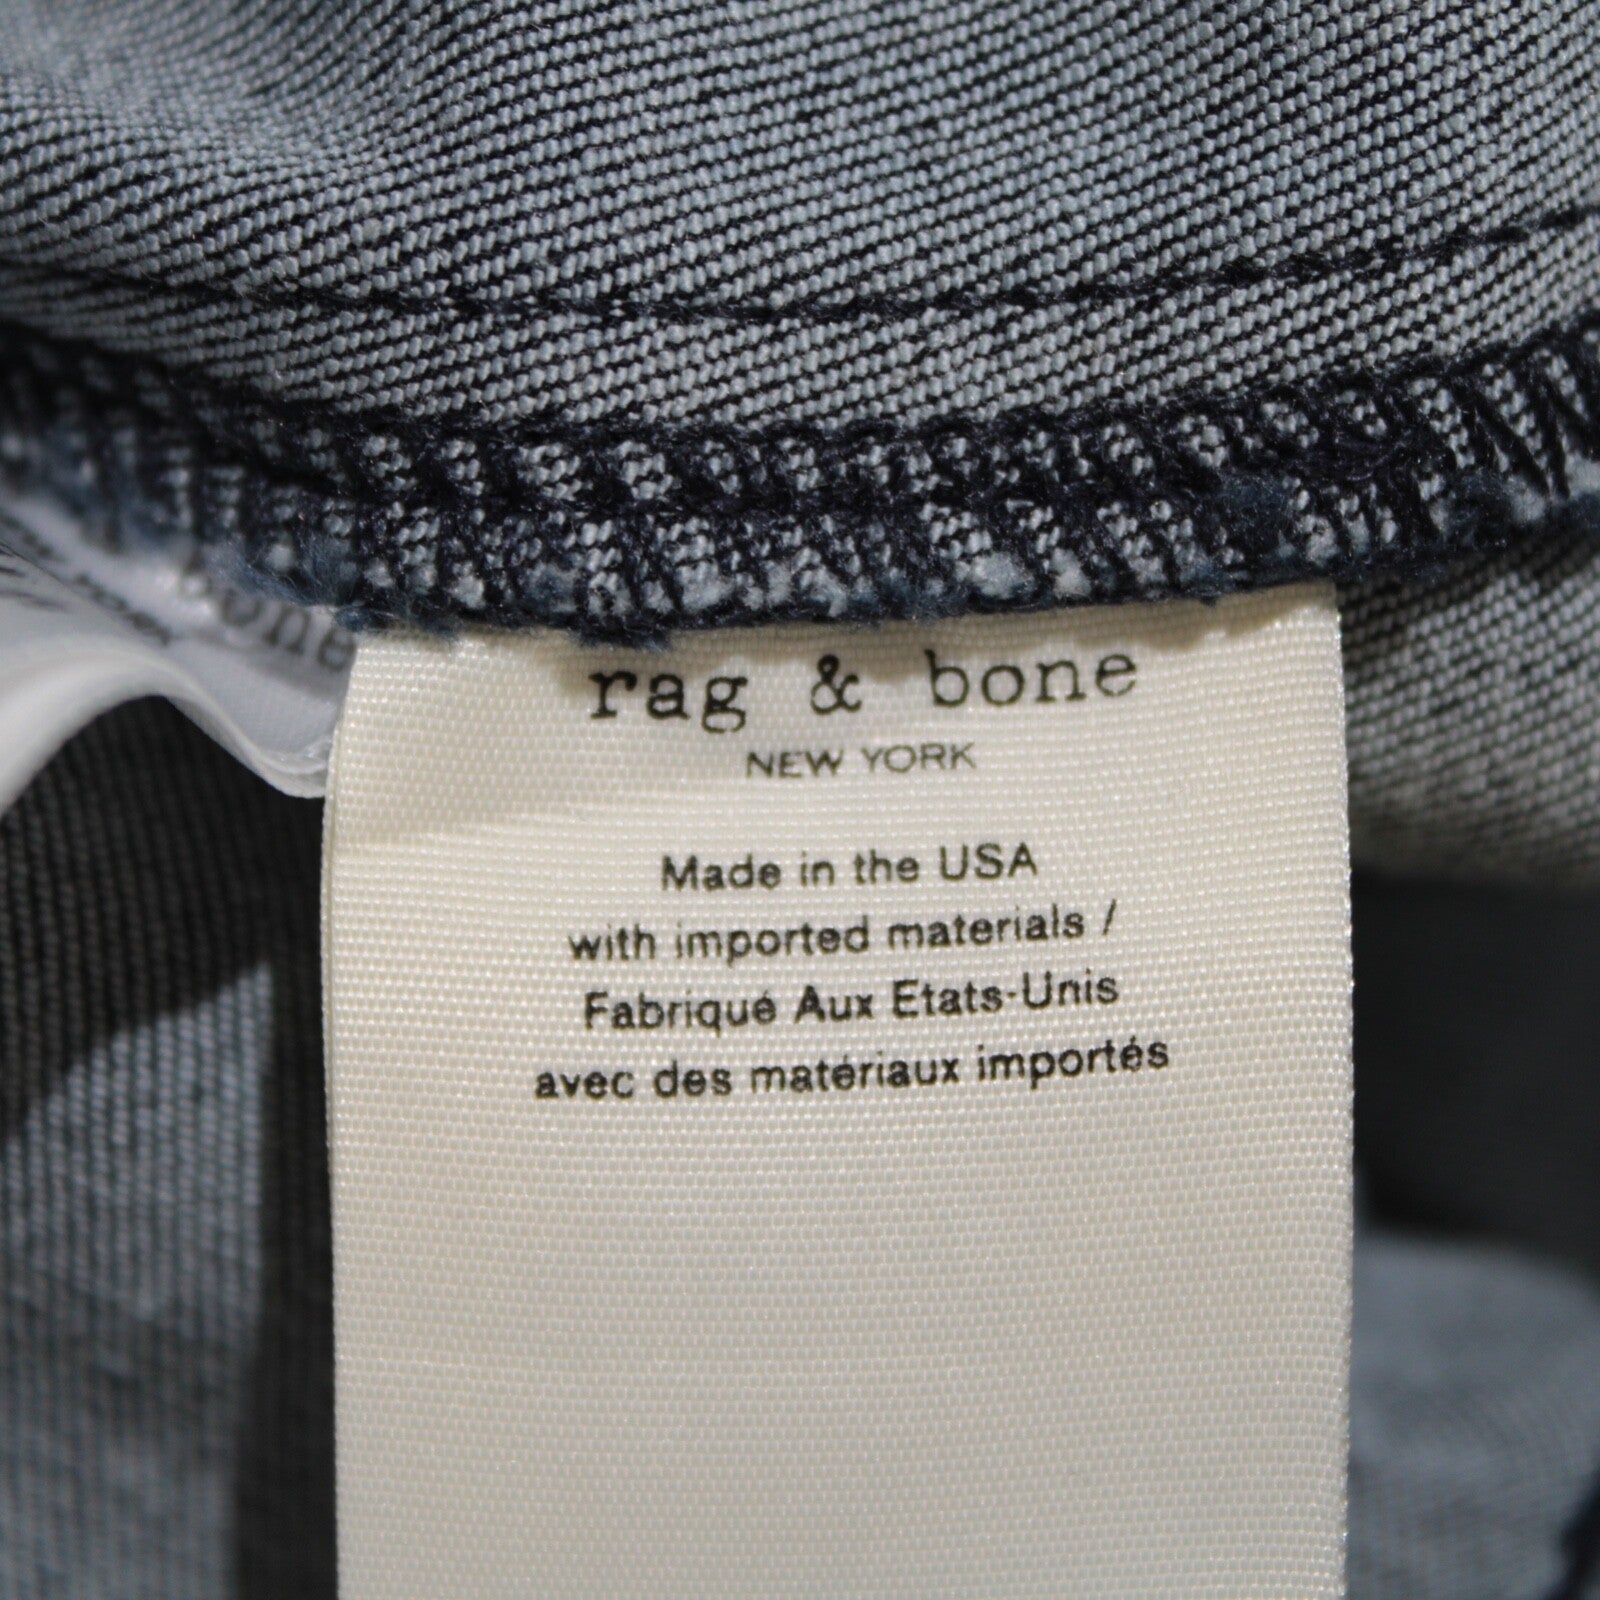 rag & bone
NEW YORK
Made in the USA
with imported materials /
Fabriqué Aux Etats-Unis
avec des matériaux importés